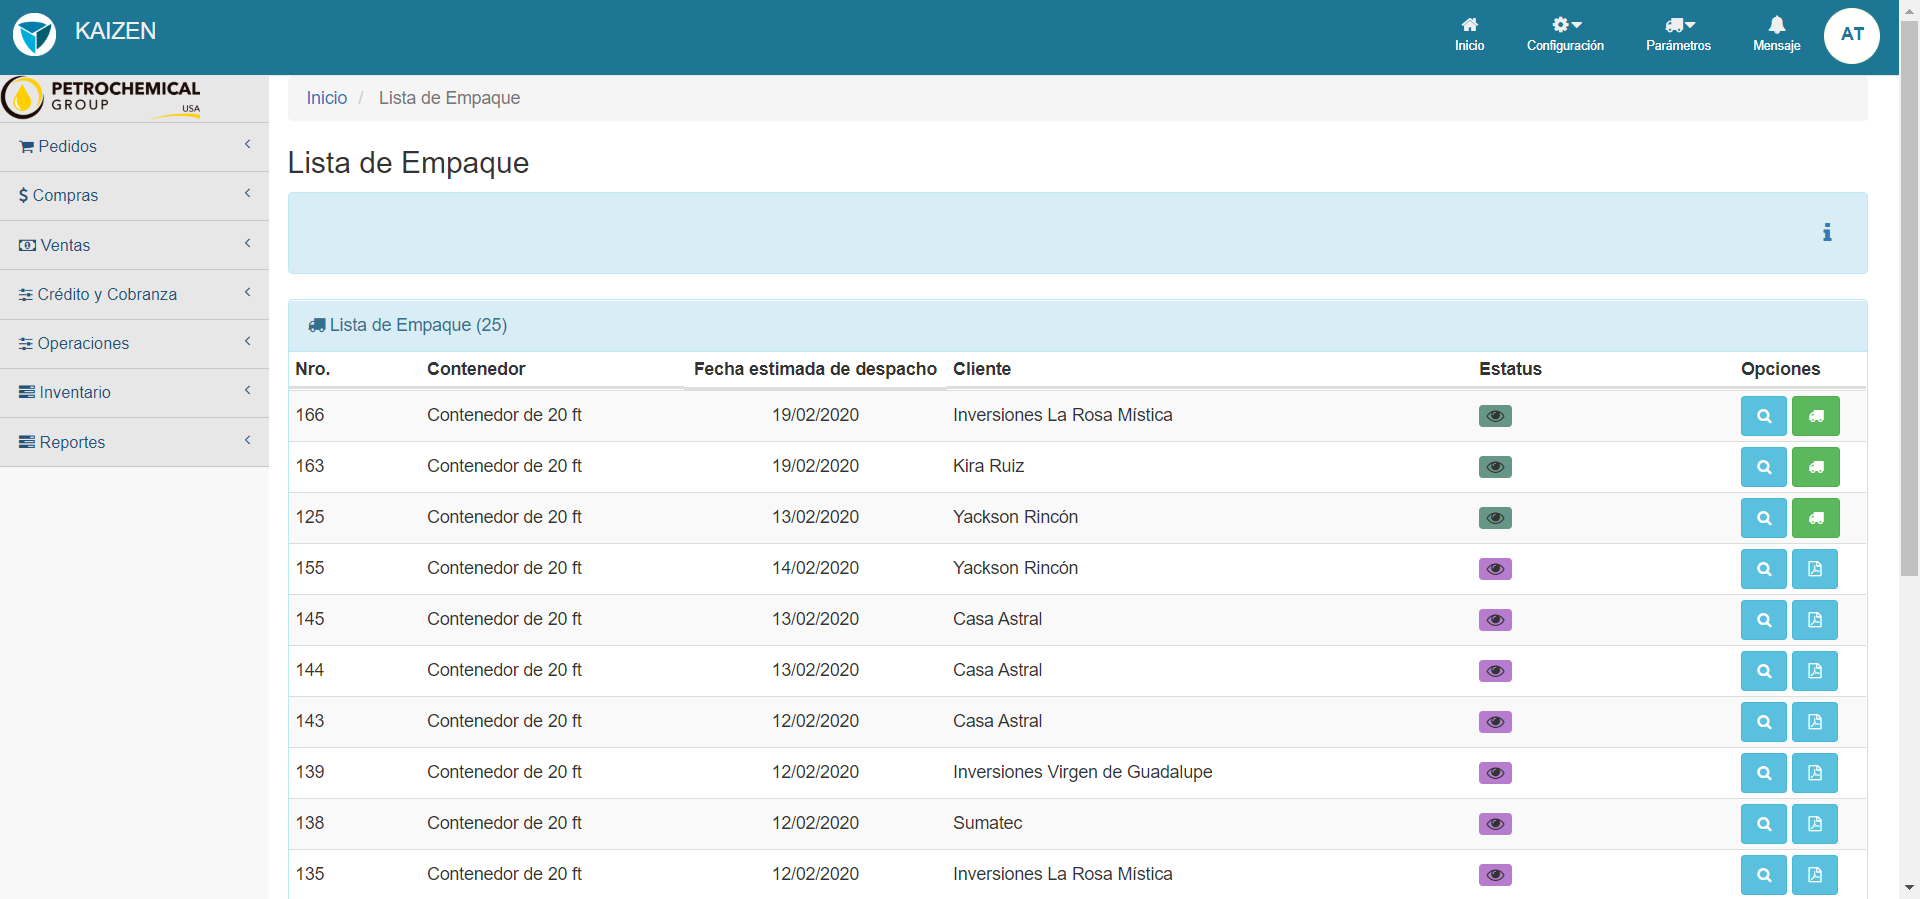 KAIZEN
Inicio
Configuración
Parámetros
Mensaje
AT
PETROCHEMICAL
GROUP
USA
Pedidos
Compras
Ventas
Crédito y Cobranza
Operaciones
Inventario
Reportes
Inicio / Lista de Empaque
Lista de Empaque
Lista de Empaque (25)
Nro. Contenedor Fecha estimada de despacho Cliente Estatus Opciones
166 Contenedor de 20 ft 19/02/2020 Inversiones La Rosa Mística
163 Contenedor de 20 ft 19/02/2020 Kira Ruiz
125 Contenedor de 20 ft 13/02/2020 Yackson Rincón
155 Contenedor de 20 ft 14/02/2020 Yackson Rincón
145 Contenedor de 20 ft 13/02/2020 Casa Astral
144 Contenedor de 20 ft 13/02/2020 Casa Astral
143 Contenedor de 20 ft 12/02/2020 Casa Astral
139 Contenedor de 20 ft 12/02/2020 Inversiones Virgen de Guadalupe
138 Contenedor de 20 ft 12/02/2020 Sumatec
135 Contenedor de 20 ft 12/02/2020 Inversiones La Rosa Mística